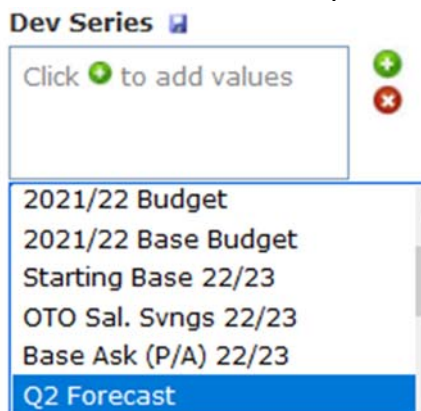 Dev Series
Click to add values
2021/22 Budget
2021/22 Base Budget
Starting Base 22/23
OTO Sal. Svngs 22/23
Base Ask (P/A) 22/23
Q2 Forecast